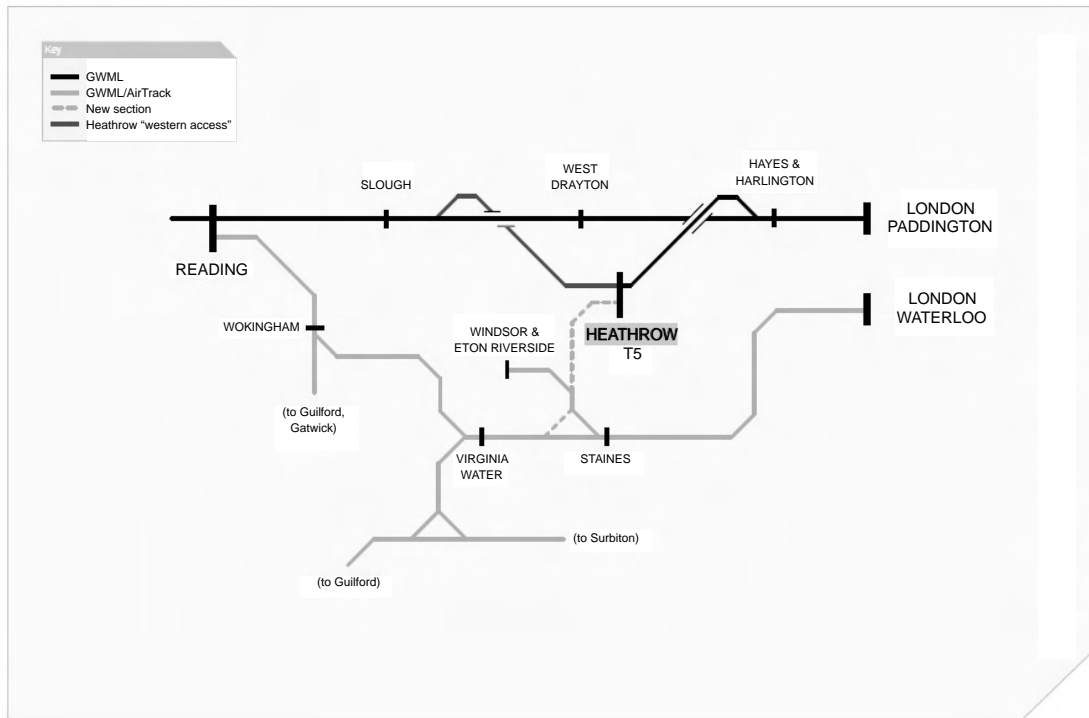 Key
GWML
GWML/AirTrack
New section
Heathrow “western access”
SLOUGH
WEST
DRAYTON
HAYES &
HARLINGTON
LONDON
PADDINGTON
READING
LONDON
WATERLOO
WOKINGHAM
WINDSOR &
ETON RIVERSIDE
HEATHROW
T5
(to Guilford,
Gatwick)
VIRGINIA
WATER
STAINES
(to Surbiton)
(to Guilford)